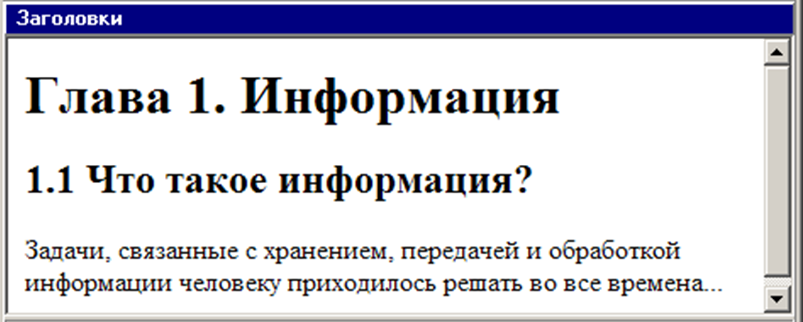 Заголовки
Глава 1. Информация
1.1 Что такое информация?
Задачи, связанные с хранением, передачей и обработкой
информации человеку приходилось решать во все времена...